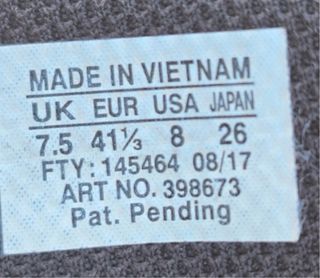 MADE IN VIETNAM
UK EUR USA JAPAN
7.5 41⅓ 8 26
FTY: 145464 08/17
ART NO. 398673
Pat. Pending